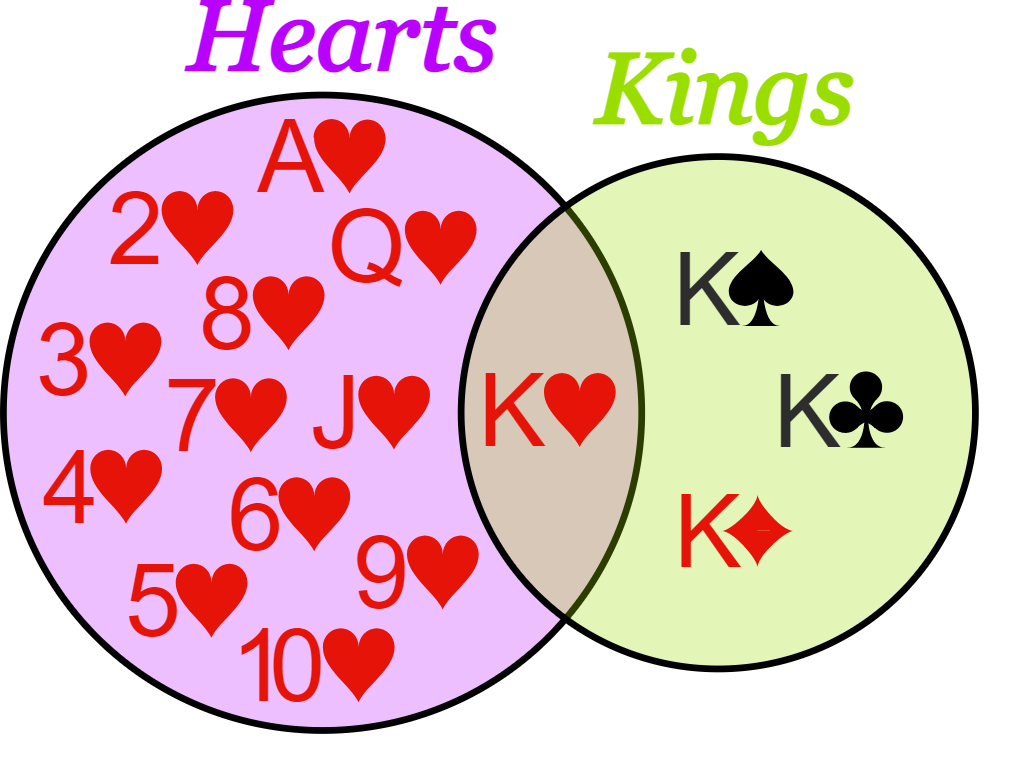 Hearts
Kings
A♥
2♥
Q♥
8♥
3♥
7♥
J♥
4♥
6♥
9♥
5♥
10♥
K♥
K♠
K♣
K♦